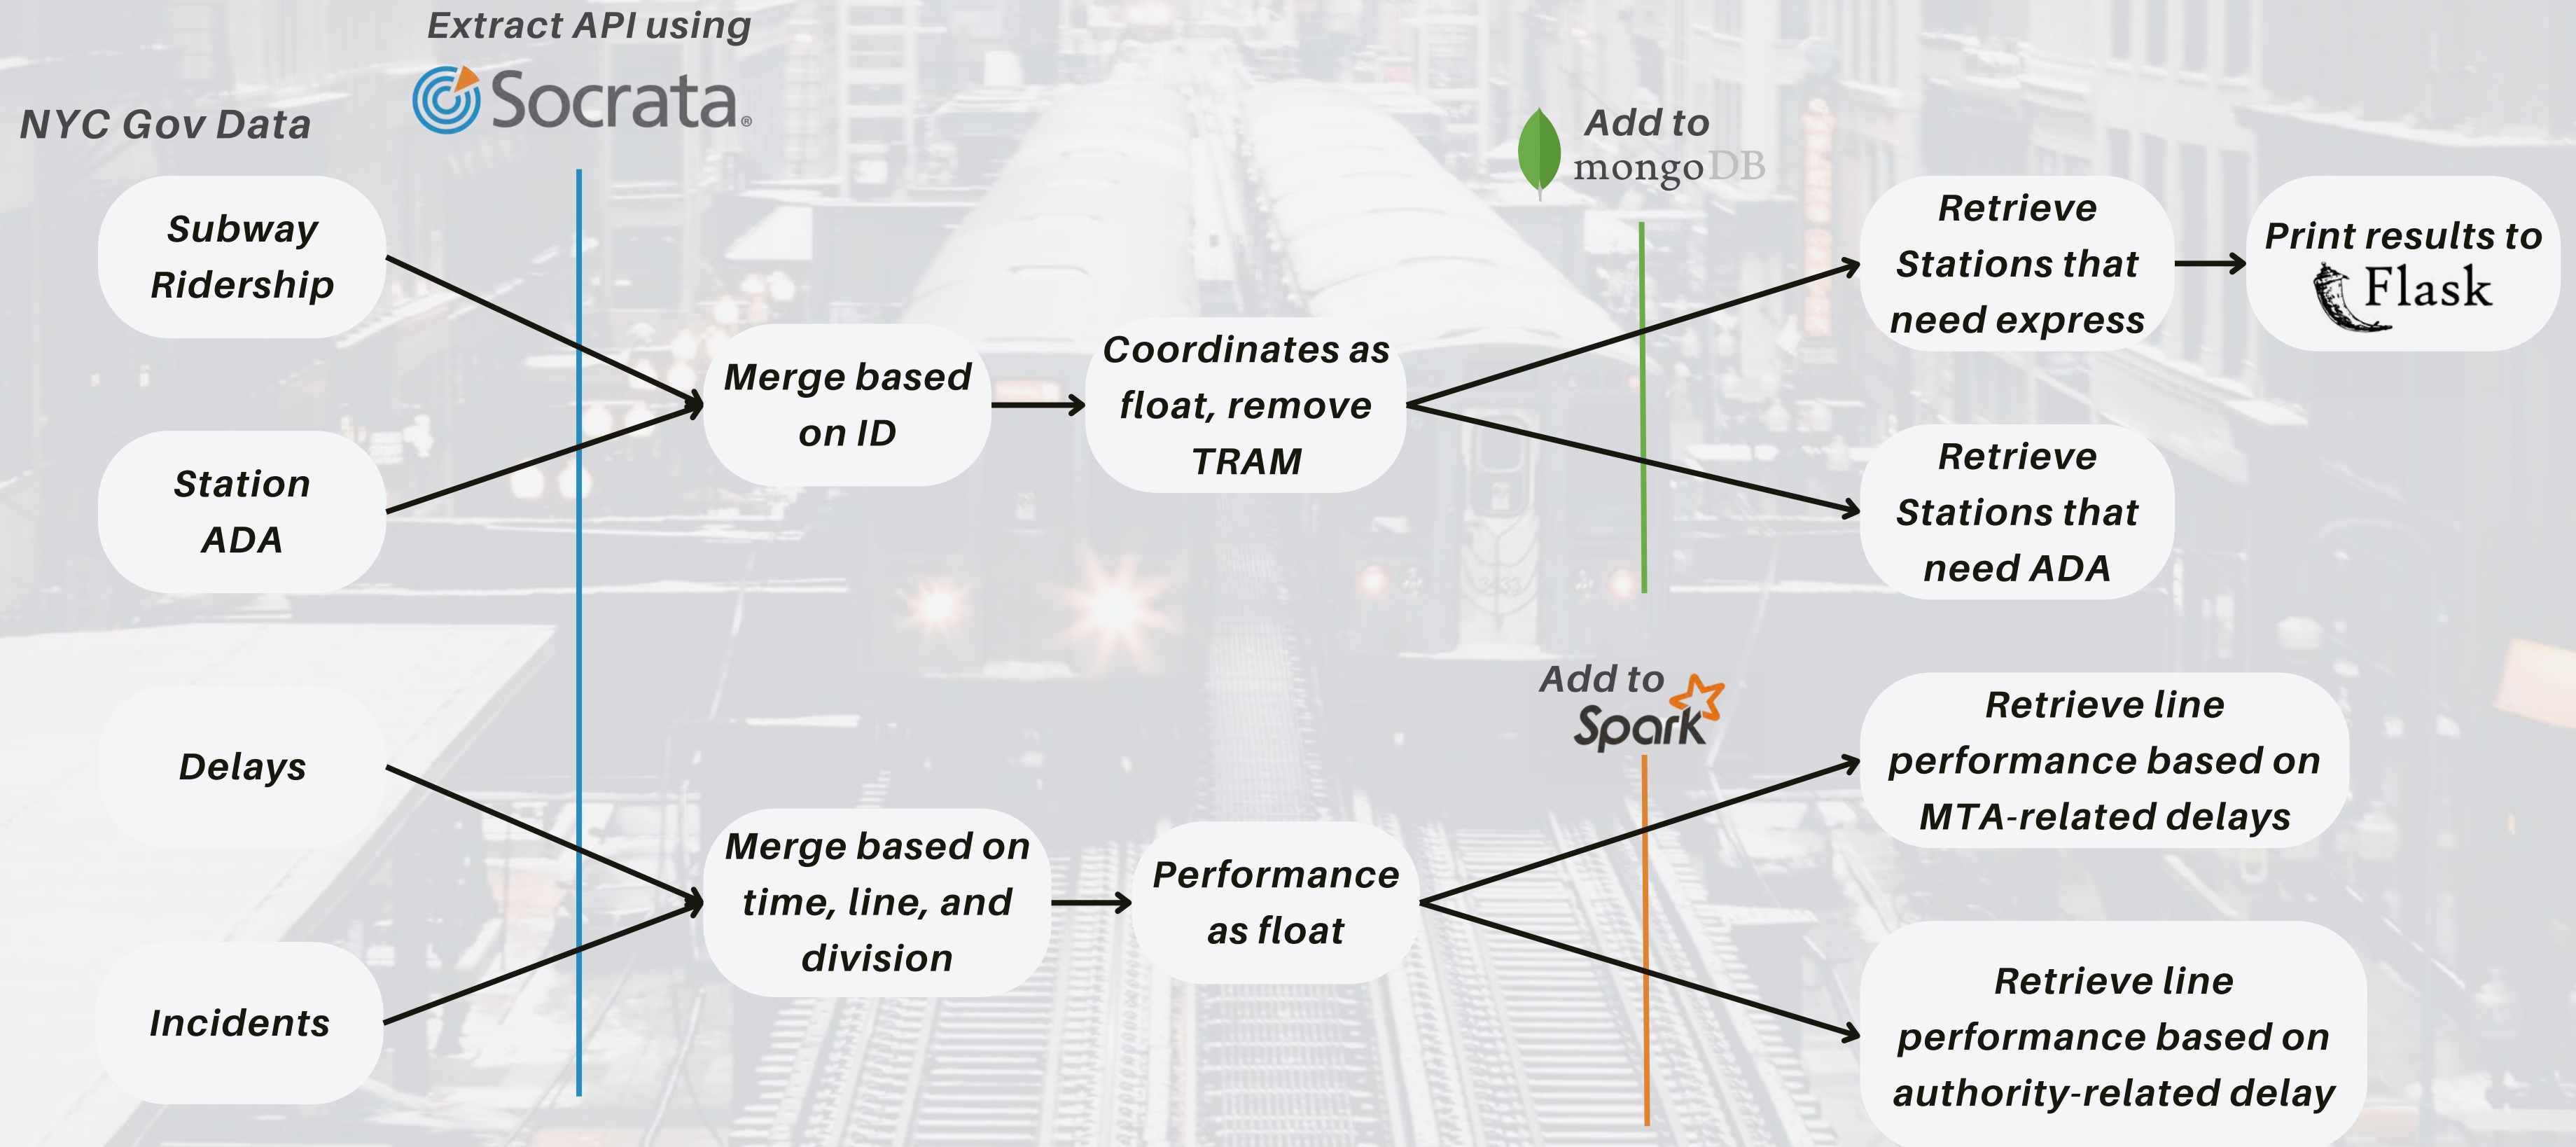 Extract API using
Socrata®
NYC Gov Data
Subway
Ridership
Station
ADA
Delays
Incidents
Merge based
on ID
Coordinates as
float, remove
TRAM
Add to
mongoDB
Retrieve
Stations that
need express
Print results to
Flask
Retrieve
Stations that
need ADA
Merge based on
time, line, and
division
Performance
as float
Add to
Spark
Retrieve line
performance based on
MTA-related delays
Retrieve line
performance based on
authority-related delay
3433